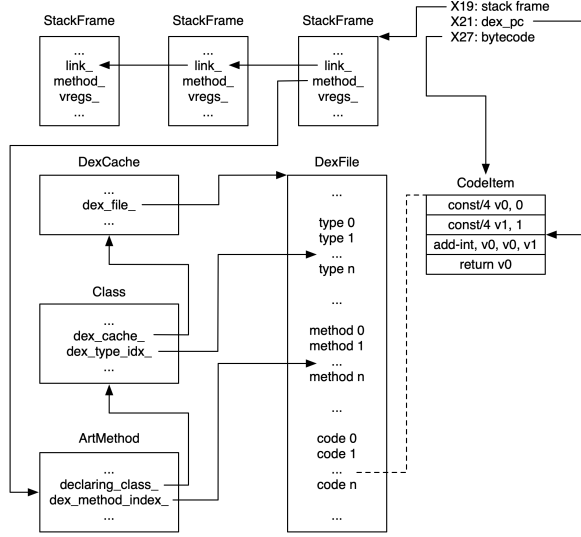 X19: stack frame
X21: dex_pc
X27: bytecode
StackFrame
...
link_
method_
vregs_
...
StackFrame
...
link_
method_
vregs_
...
StackFrame
...
link_
method_
vregs_
...
DexCache
...
dex_file_
...
Class
...
dex_cache_
dex_type_idx_
...
ArtMethod
...
declaring_class_
dex_method_index_
...
DexFile
...
type 0
type 1
...
type n
...
method 0
method 1
...
method n
...
code 0
code 1
...
code n
...
CodeItem
const/4 v0, 0
const/4 v1, 1
add-int, v0, v0, v1
return v0